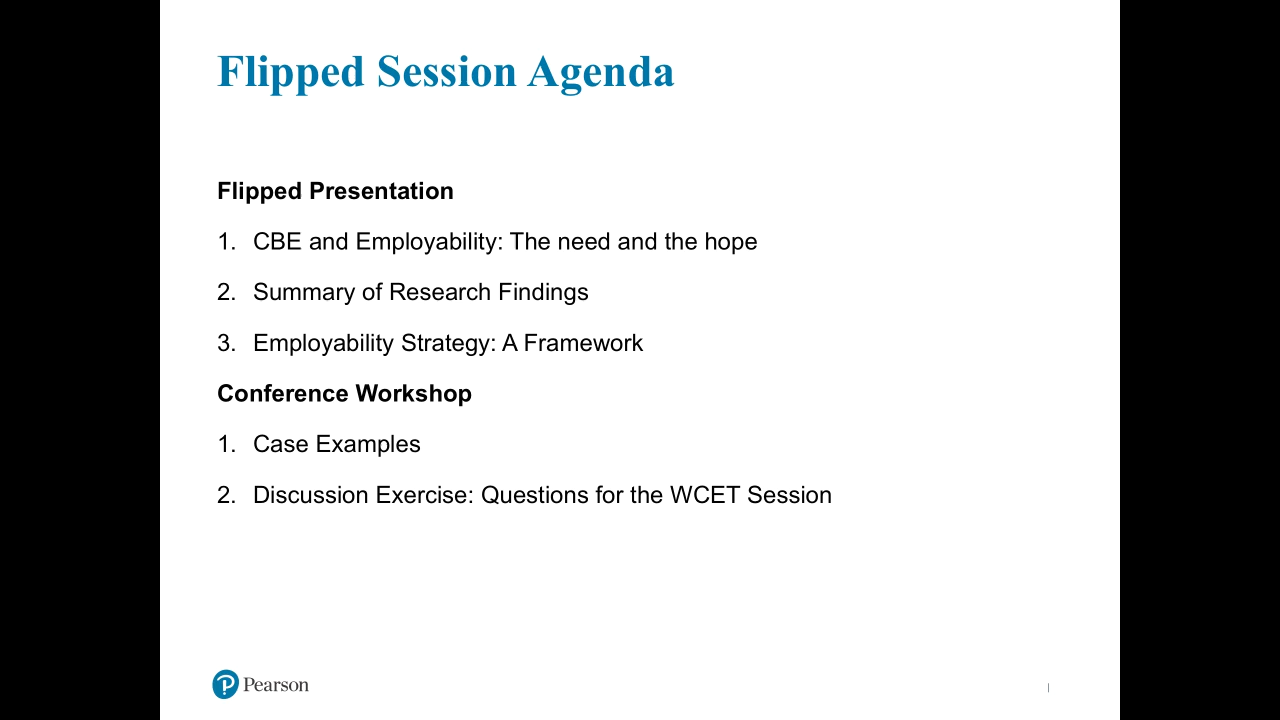 Flipped Session Agenda
Flipped Presentation
1. CBE and Employability: The need and the hope
2. Summary of Research Findings
3. Employability Strategy: A Framework
Conference Workshop
1. Case Examples
2. Discussion Exercise: Questions for the WCET Session
P Pearson
|